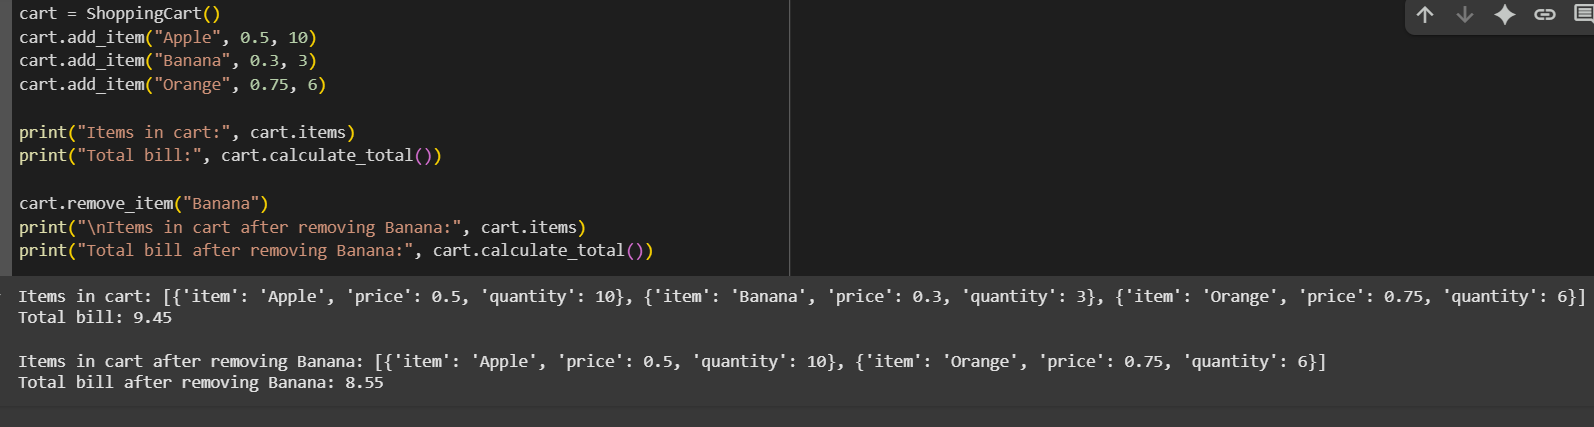 cart = ShoppingCart()
cart.add_item("Apple", 0.5, 10)
cart.add_item("Banana", 0.3, 3)
cart.add_item("Orange", 0.75, 6)
print("Items in cart:", cart.items)
print("Total bill:", cart.calculate_total())
cart.remove_item("Banana")
print("\nItems in cart after removing Banana:", cart.items)
print("Total bill after removing Banana:", cart.calculate_total())
Items in cart: [{'item': 'Apple', 'price': 0.5, 'quantity': 10}, {'item': 'Banana', 'price': 0.3, 'quantity': 3}, {'item': 'Orange', 'price': 0.75, 'quantity': 6}]
Total bill: 9.45
Items in cart after removing Banana: [{'item': 'Apple', 'price': 0.5, 'quantity': 10}, {'item': 'Orange', 'price': 0.75, 'quantity': 6}]
Total bill after removing Banana: 8.55